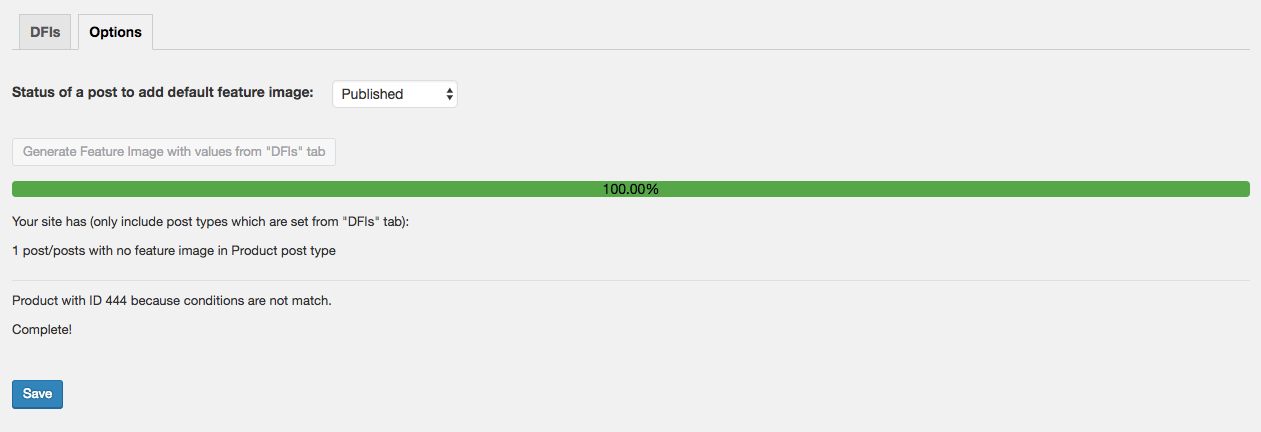 DFIs Options
Status of a post to add default feature image: Published
Generate Feature Image with values from "DFIs" tab
100.00%
Your site has (only include post types which are set from "DFIs" tab):
1 post/posts with no feature image in Product post type
Product with ID 444 because conditions are not match.
Complete!
Save